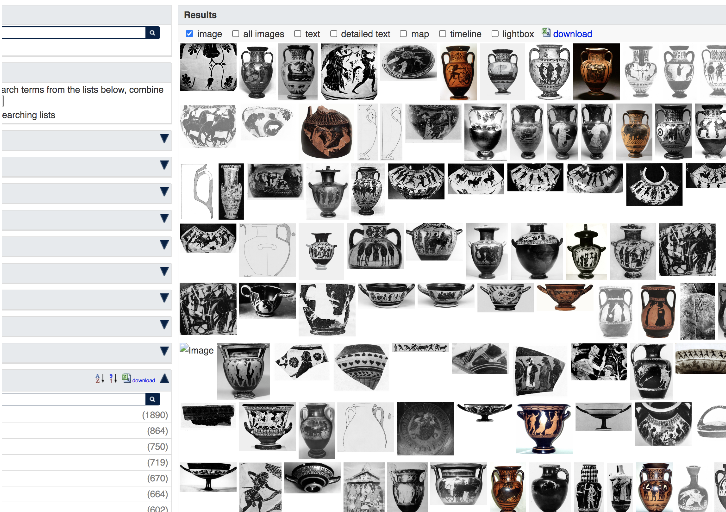 Results
image all images text detailed text map timeline lightbox download
arch terms from the lists below, combine
earching lists
Image
download
(1890)
(864)
(750)
(719)
(670)
(664)
(602)